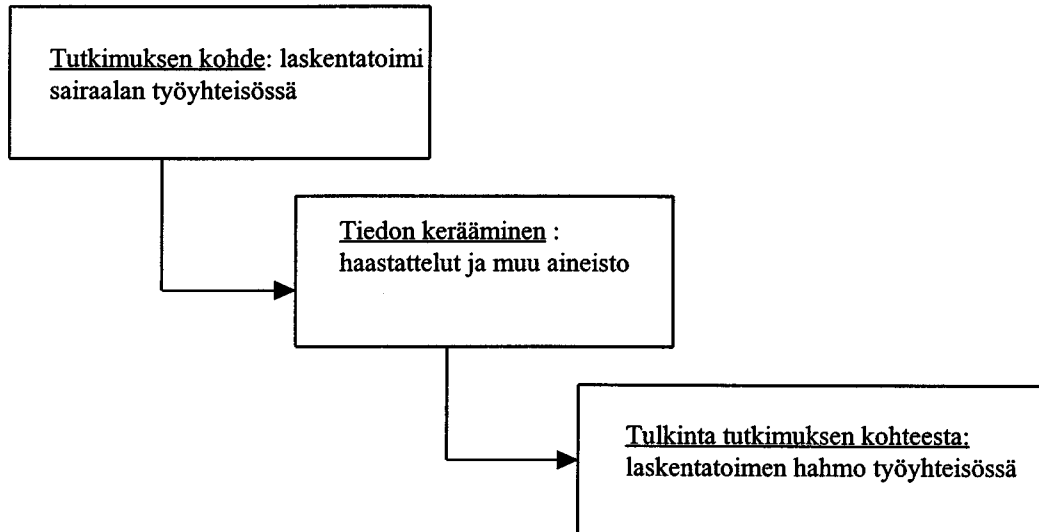 Tutkimuksen kohde: laskentatoimi
sairaalan työyhteisössä
Tiedon kerääminen :
haastattelut ja muu aineisto
Tulkinta tutkimuksen kohteesta:
laskentatoimen hahmo työyhteisössä